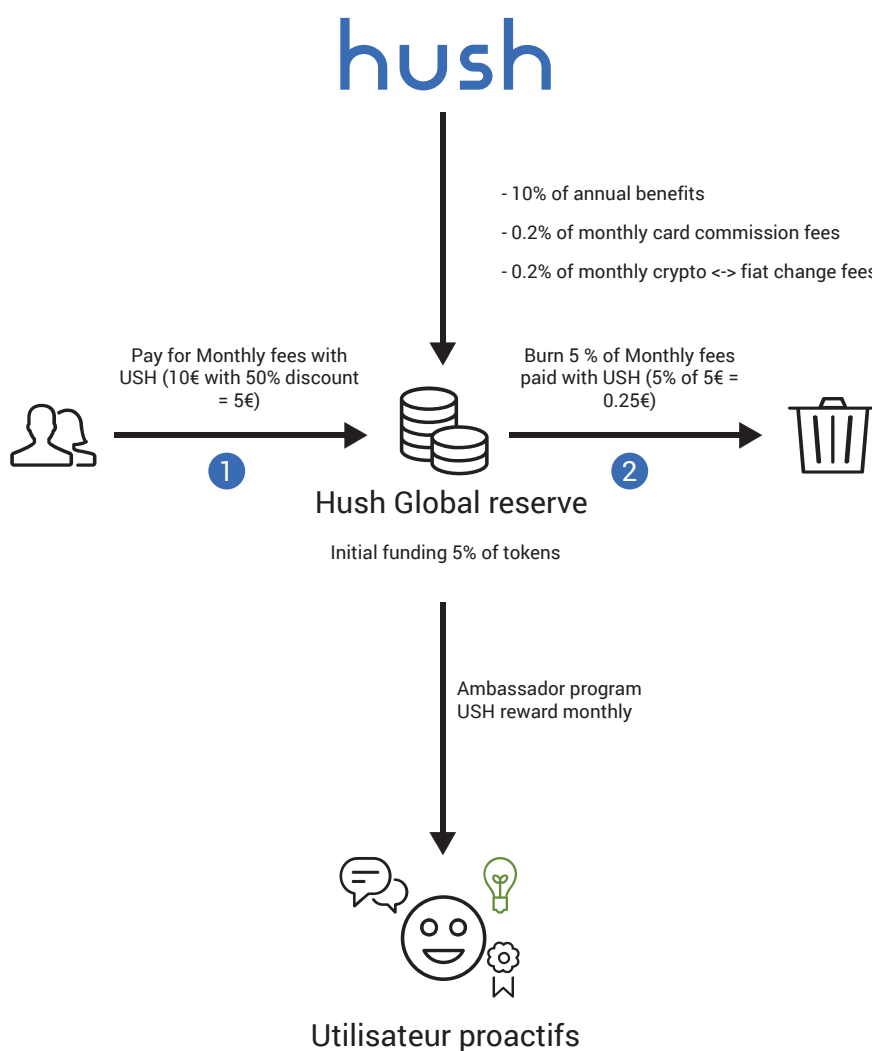 hush
- 10% of annual benefits
- 0.2% of monthly card commission fees
- 0.2% of monthly crypto <-> fiat change fees
Pay for Monthly fees with
USH (10€ with 50% discount
= 5€)
1
Burn 5 % of Monthly fees
paid with USH (5% of 5€ =
0.25€)
2
Hush Global reserve
Initial funding 5% of tokens
Ambassador program
USH reward monthly
Utilisateur proactifs